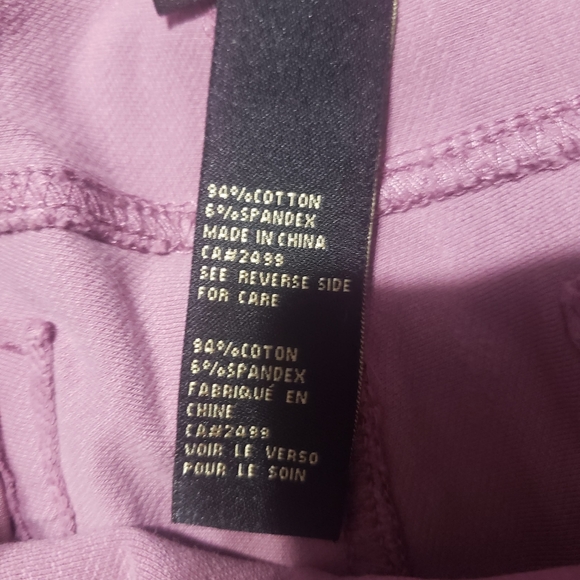 94%COTTON
6%SPANDEX
MADE IN CHINA
CA#2499
SEE REVERSE SIDE
FOR CARE
94%COTON
6%SPANDEX
FABRIQUÉ EN
CHINE
CA#2499
VOIR LE VERSO
POUR LE SOIN